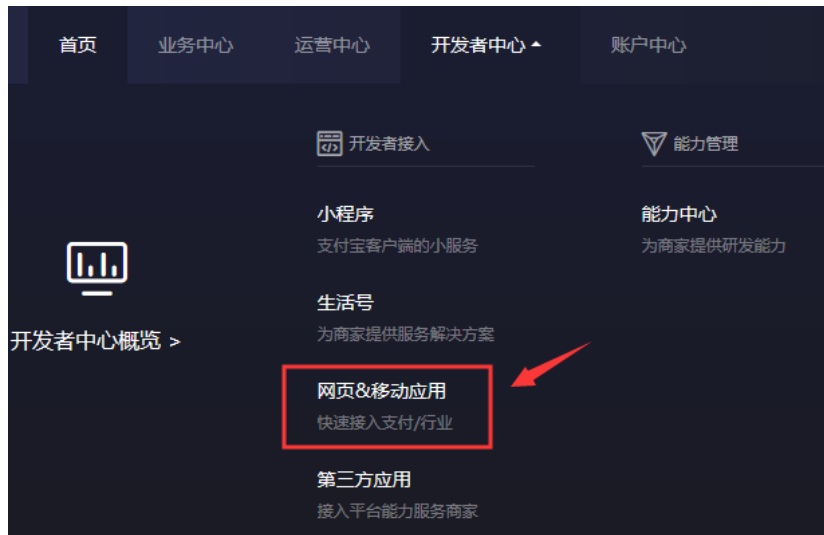 首页 业务中心 运营中心 开发者中心 账户中心
开发者接入
能力管理
小程序
支付宝客户端的小服务
能力中心
为商家提供研发能力
生活号
为商家提供服务解决方案
开发者中心概览 >
网页&移动应用
快速接入支付/行业
第三方应用
接入平台能力服务商家